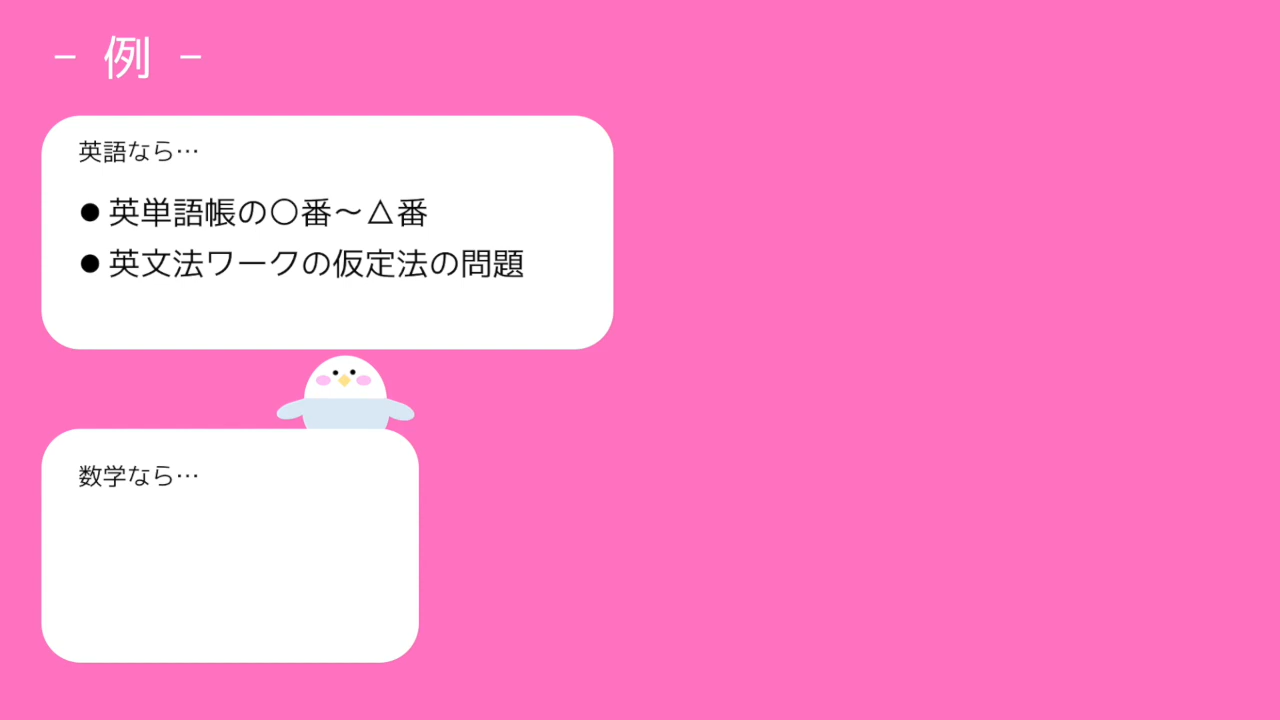 - 例 -
英語なら…
● 英単語帳の〇番～△番
● 英文法ワークの仮定法の問題
数学なら…